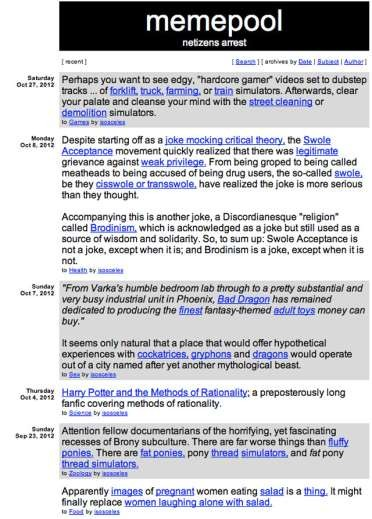 memepool
netizens arrest
[ recent ] [ Search ] [ archives by Date | Subject | Author ]
Saturday
Oct 27, 2012
Perhaps you want to see edgy, "hardcore gamer" videos set to dubstep
tracks ... of forklift, truck, farming, or train simulators. Afterwards, clear
your palate and cleanse your mind with the street cleaning or
demolition simulators.
to Games by isosceles
Monday
Oct 8, 2012
Despite starting off as a joke mocking critical theory, the Swole
Acceptance movement quickly realized that there was legitimate
grievance against weak privilege. From being groped to being called
meatheads to being accused of being drug users, the so-called swole,
be they cisswole or transswole, have realized the joke is more serious
than they thought.
Accompanying this is another joke, a Discordianesque "religion"
called Brodinism, which is acknowledged as a joke but still used as a
source of wisdom and solidarity. So, to sum up: Swole Acceptance is
not a joke, except when it is; and Brodinism is a joke, except when it is
not.
to Health by isosceles
Sunday
Oct 7, 2012
"From Varka's humble bedroom lab through to a pretty substantial and
very busy industrial unit in Phoenix, Bad Dragon has remained
dedicated to producing the finest fantasy-themed adult toys money can
buy."
It seems only natural that a place that would offer hypothetical
experiences with cockatrices, gryphons and dragons would operate
out of a city named after yet another mythological beast.
to Sex by isosceles
Thursday
Oct 4, 2012
Harry Potter and the Methods of Rationality; a preposterously long
fanfic covering methods of rationality.
to Science by isosceles
Sunday
Sep 23, 2012
Attention fellow documentarians of the horrifying, yet fascinating
recesses of Brony subculture. There are far worse things than fluffy
ponies. There are fat ponies, pony thread simulators, and fat pony
thread simulators.
to Zoology by isosceles
Apparently images of pregnant women eating salad is a thing. It might
finally replace women laughing alone with salad.
to Food by isosceles